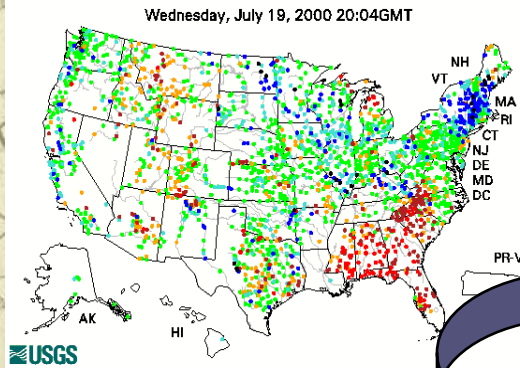 Wednesday, July 19, 2000 20:04GMT
NH
VT
MA
RI
CT
NJ
DE
MD
DC
PR-V
AK
HI
USGS